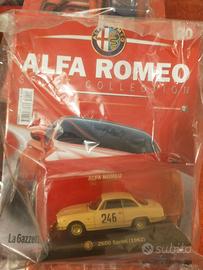 ALFA ROMEO
COLLECTION
La Gazzett
ALFA ROMEO
246
2600 Sprint (1962)
Subito